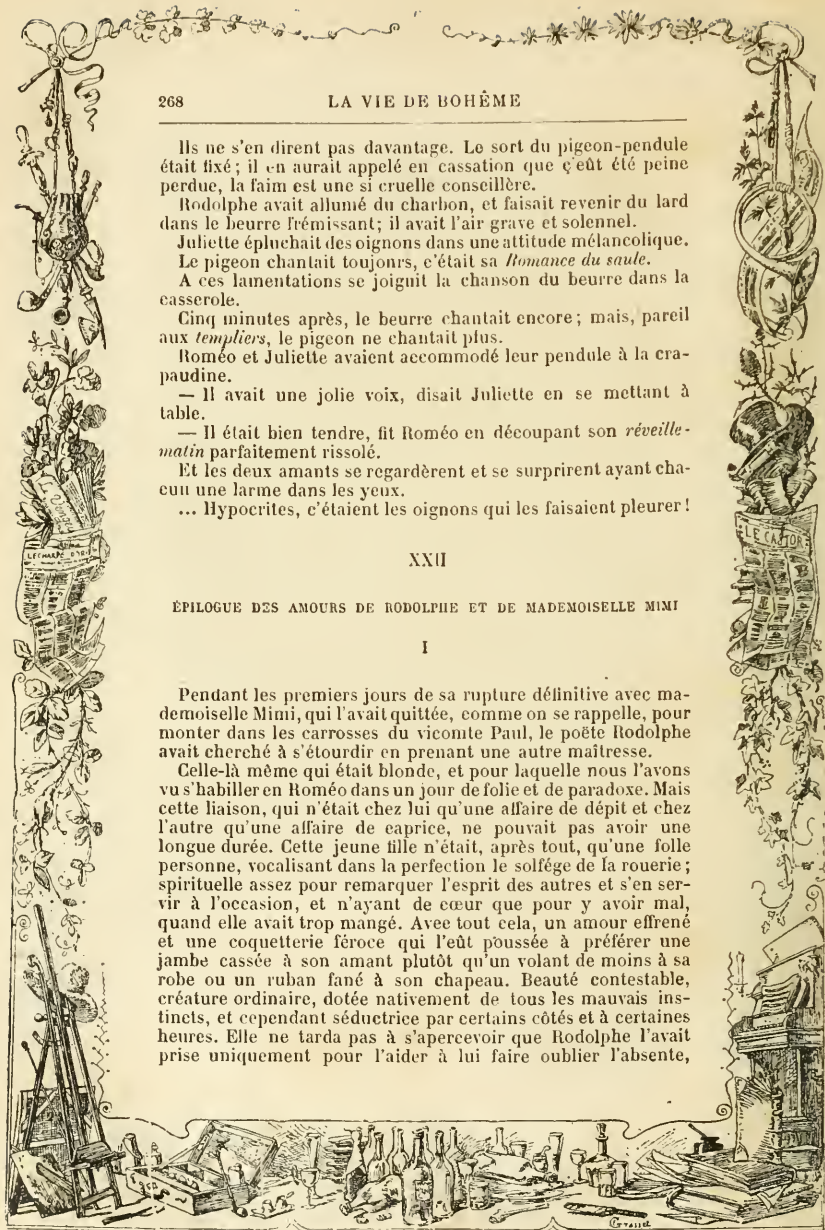 268
LA VIE DE BOHÊME
Ils ne s'en dirent pas davantage. Le sort du pigeon-pendule
était fixé; il en aurait appelé en cassation que ç'eût été peine
perdue, la faim est une si cruelle conseillère.
Rodolphe avait allumé du charbon, et faisait revenir du lard
dans le beurre frémissant; il avait l'air grave et solennel.
Juliette épluchait des oignons dans une attitude mélancolique.
Le pigeon chantait toujours, c'était sa Romance du saule.
A ces lamentations se joignit la chanson du beurre dans la
casserole.
Cinq minutes après, le beurre chantait encore; mais, pareil
aux templiers, le pigeon ne chantait plus.
Roméo et Juliette avaient accommodé leur pendule à la cra-
paudine.
— Il avait une jolie voix, disait Juliette en se mettant à
table.
— Il était bien tendre, fit Roméo en découpant son réveille-
matin parfaitement rissolé.
Et les deux amants se regardèrent et se surprirent ayant cha-
cun une larme dans les yeux.
... Hypocrites, c'étaient les oignons qui les faisaient pleurer!
XXII
ÉPILOGUE DES AMOURS DE RODOLPHE ET DE MADEMOISELLE MIMI
I
Pendant les premiers jours de sa rupture définitive avec ma-
demoiselle Mimi, qui l'avait quittée, comme on se rappelle, pour
monter dans les carrosses du vicomte Paul, le poëte Rodolphe
avait cherché à s'étourdir en prenant une autre maîtresse.
Celle-là même qui était blonde, et pour laquelle nous l'avons
vu s'habiller en Roméo dans un jour de folie et de paradoxe. Mais
cette liaison, qui n'était chez lui qu'une affaire de dépit et chez
l'autre qu'une affaire de caprice, ne pouvait pas avoir une
longue durée. Cette jeune fille n'était, après tout, qu'une folle
personne, vocalisant dans la perfection le solfége de la rouerie;
spirituelle assez pour remarquer l'esprit des autres et s'en ser-
vir à l'occasion, et n'ayant de cœur que pour y avoir mal,
quand elle avait trop mangé. Avec tout cela, un amour effréné
et une coquetterie féroce qui l'eût poussée à préférer une
jambe cassée à son amant plutôt qu'un volant de moins à sa
robe ou un ruban fané à son chapeau. Beauté contestable,
créature ordinaire, dotée nativement de tous les mauvais ins-
tincts, et cependant séductrice par certains côtés et à certaines
heures. Elle ne tarda pas à s'apercevoir que Rodolphe l'avait
prise uniquement pour l'aider à lui faire oublier l'absente,
LE CASTOR